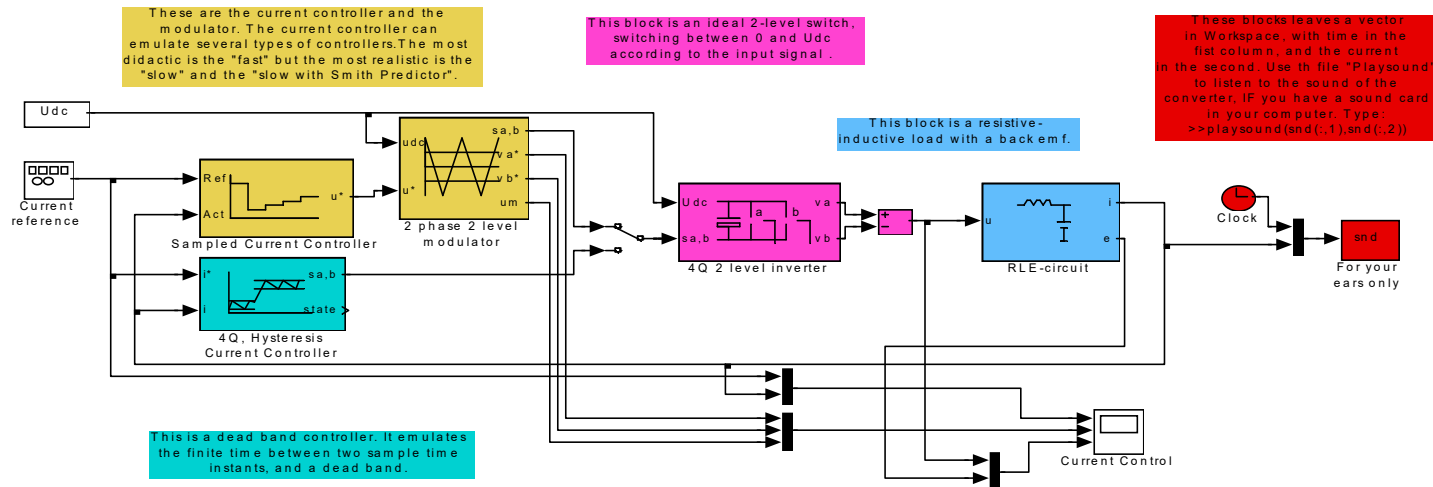 These are the current controller and the
modulator. The current controller can
emulate several types of controllers.The most
didactic is the "fast" but the most realistic is the
"slow" and the "slow with Smith Predictor".
This block is an ideal 2-level switch,
switching between 0 and Udc
according to the input signal .
These blocks leaves a vector
in Workspace, with time in the
fist column, and the current
in the second. Use th file "Playsound"
to listen to the sound of the
converter, IF you have a sound card
in your computer. Type:
>>playsound(snd(:,1),snd(:,2))
This block is a resistive-
inductive load with a back emf.
Udc
Current
reference
Ref
Act
u*
Sampled Current Controller
udc
u*
sa,b
va*
vb*
um
2 phase 2 level
modulator
i*
i
sa,b
state
4Q, Hysteresis
Current Controller
Udc
sa,b
a
b
va
vb
4Q 2 level inverter
+
−
u
i
e
RLE-circuit
Clock
snd
For your
ears only
Current Control
This is a dead band controller. It emulates
the finite time between two sample time
instants, and a dead band.